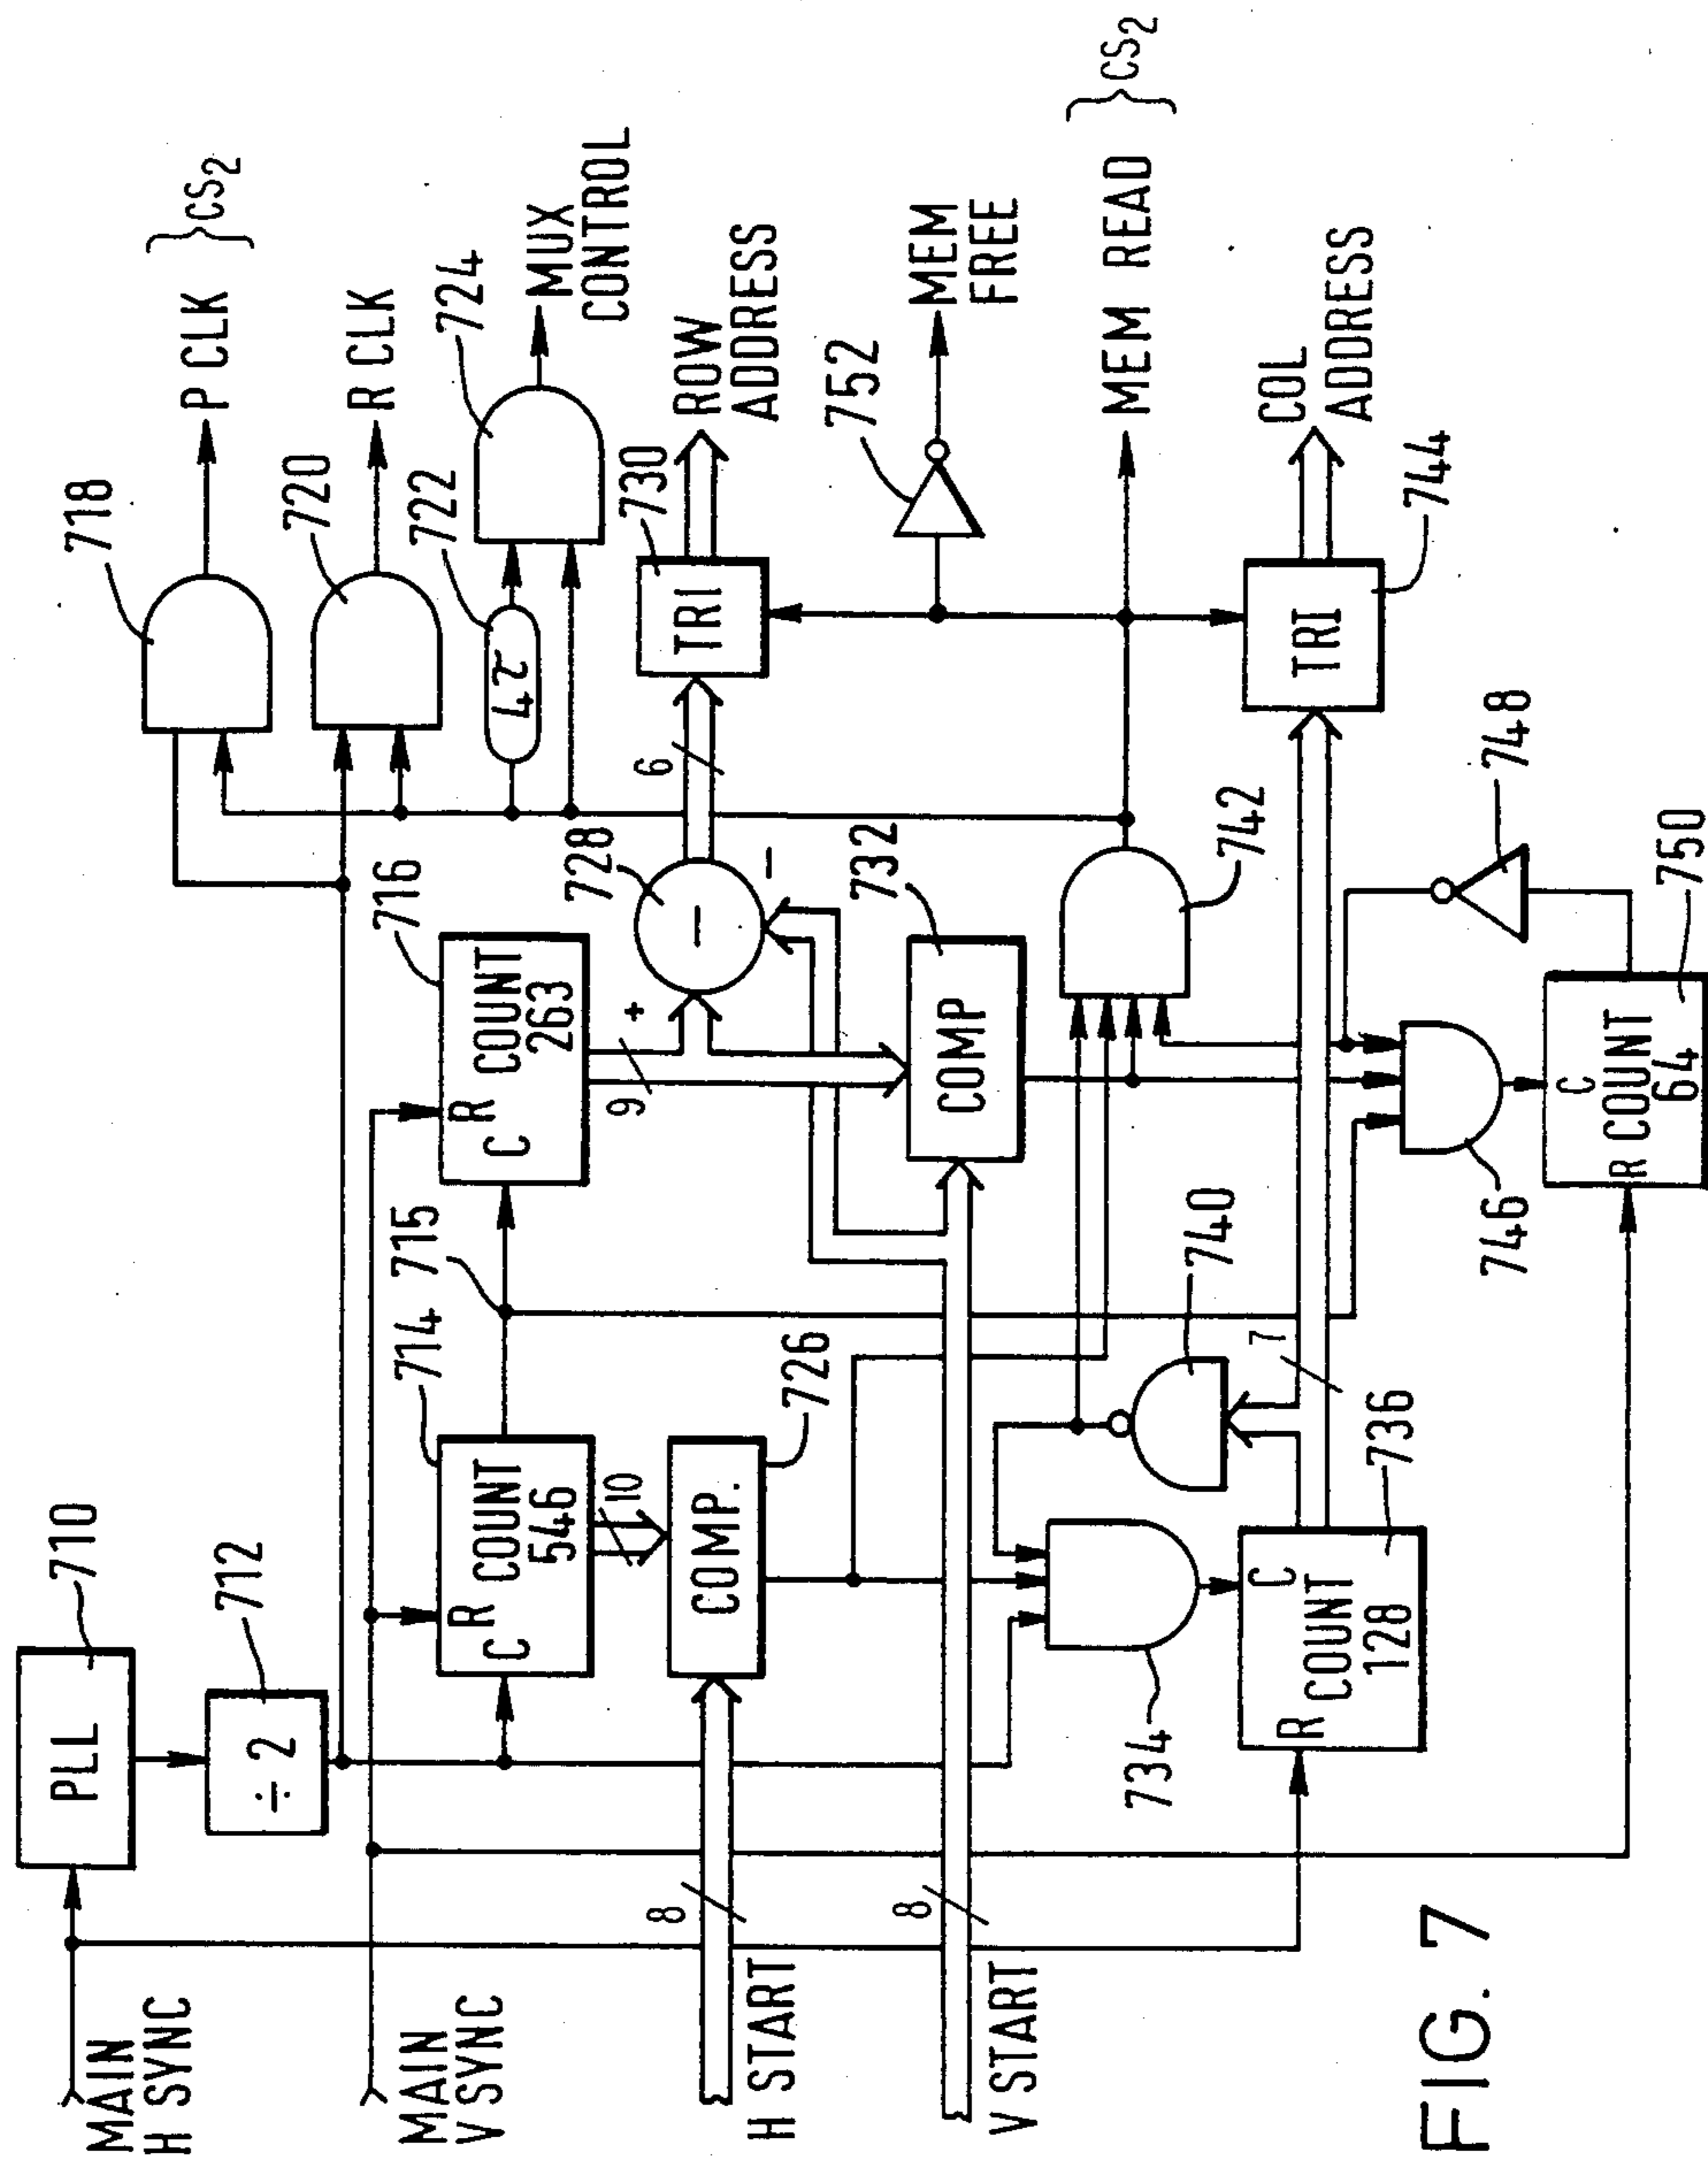 MAIN
H SYNC
710
PLL
712
÷ 2
MAIN
V SYNC
714
C R COUNT
546
715
716
C R COUNT
263
718
P CLK
CS2
720
R CLK
722
4τ
724
MUX
CONTROL
H START
8
10
COMP.
726
9
+
728
−
−
6
730
TRI
ROW
ADDRESS
V START
8
732
COMP
752
MEM
FREE
734
740
742
MEM READ
CS2
R C
COUNT
128
736
7
TRI
744
COL
ADDRESS
746
748
R C
COUNT
64
750
FIG. 7